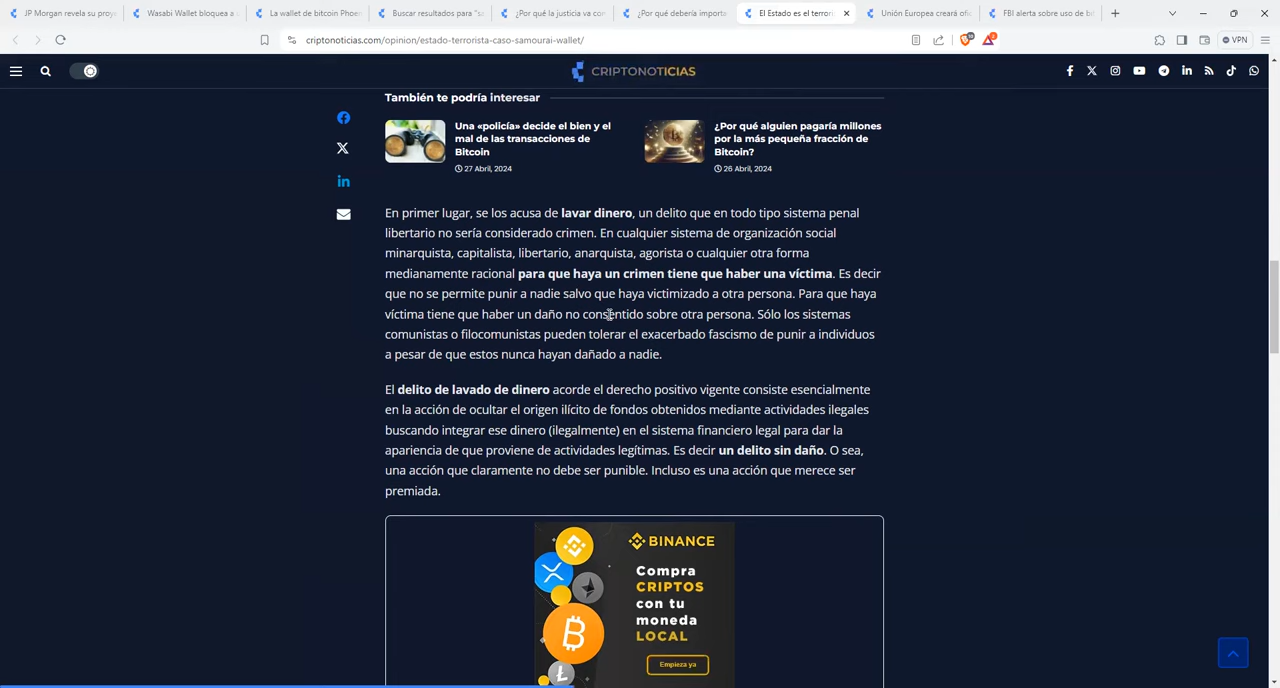 JP Morgan revela su proy
Wasabi Wallet bloquea a
La wallet de bitcoin Phoen
Buscar resultados para "sa
¿Por qué la justicia va con
¿Por qué debería importa
El Estado es el terror
Unión Europea creará ofic
FBI alerta sobre uso de b
criptonoticias.com/opinion/estado-terrorista-caso-samourai-wallet/
VPN
CRIPTONOTICIAS
También te podría interesar
Una «policía» decide el bien y el
mal de las transacciones de
Bitcoin
27 Abril, 2024
¿Por qué alguien pagaría millones
por la más pequeña fracción de
Bitcoin?
26 Abril, 2024
En primer lugar, se los acusa de lavar dinero, un delito que en todo tipo sistema penal
libertario no sería considerado crimen. En cualquier sistema de organización social
minarquista, capitalista, libertario, anarquista, agorista o cualquier otra forma
medianamente racional para que haya un crimen tiene que haber una víctima. Es decir
que no se permite punir a nadie salvo que haya victimizado a otra persona. Para que haya
víctima tiene que haber un daño no consentido sobre otra persona. Sólo los sistemas
comunistas o filocomunistas pueden tolerar el exacerbado fascismo de punir a individuos
a pesar de que estos nunca hayan dañado a nadie.
El delito de lavado de dinero acorde el derecho positivo vigente consiste esencialmente
en la acción de ocultar el origen ilícito de fondos obtenidos mediante actividades ilegales
buscando integrar ese dinero (ilegalmente) en el sistema financiero legal para dar la
apariencia de que proviene de actividades legítimas. Es decir un delito sin daño. O sea,
una acción que claramente no debe ser punible. Incluso es una acción que merece ser
premiada.
BINANCE
Compra
CRIPTOS
con tu
moneda
LOCAL
Empieza ya